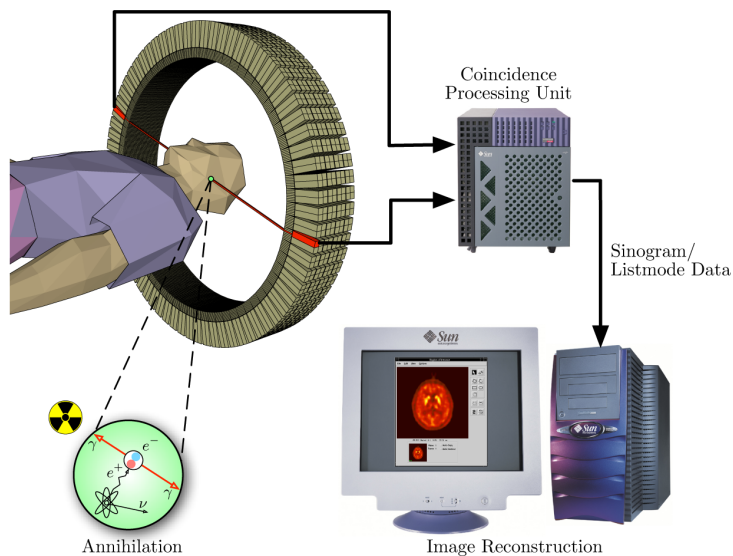 Coincidence
Processing Unit
Sun
Sinogram/
Listmode Data
Sun
Sun
γ
e−
e+
γ
ν
Annihilation
Image Reconstruction